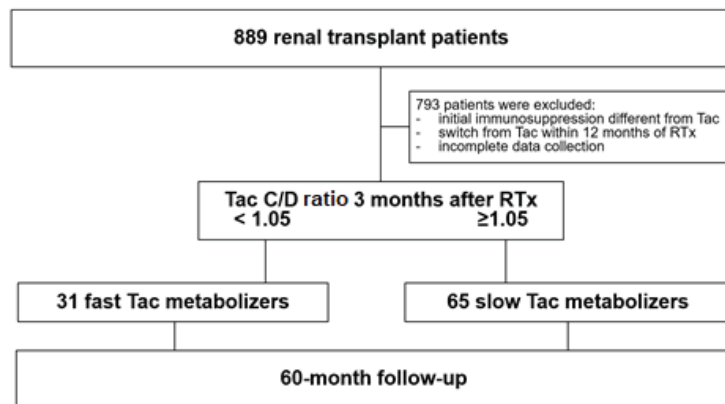 889 renal transplant patients
793 patients were excluded:
- initial immunosuppression different from Tac
- switch from Tac within 12 months of RTx
- incomplete data collection
Tac C/D ratio 3 months after RTx
< 1.05 ≥1.05
31 fast Tac metabolizers 65 slow Tac metabolizers
60-month follow-up